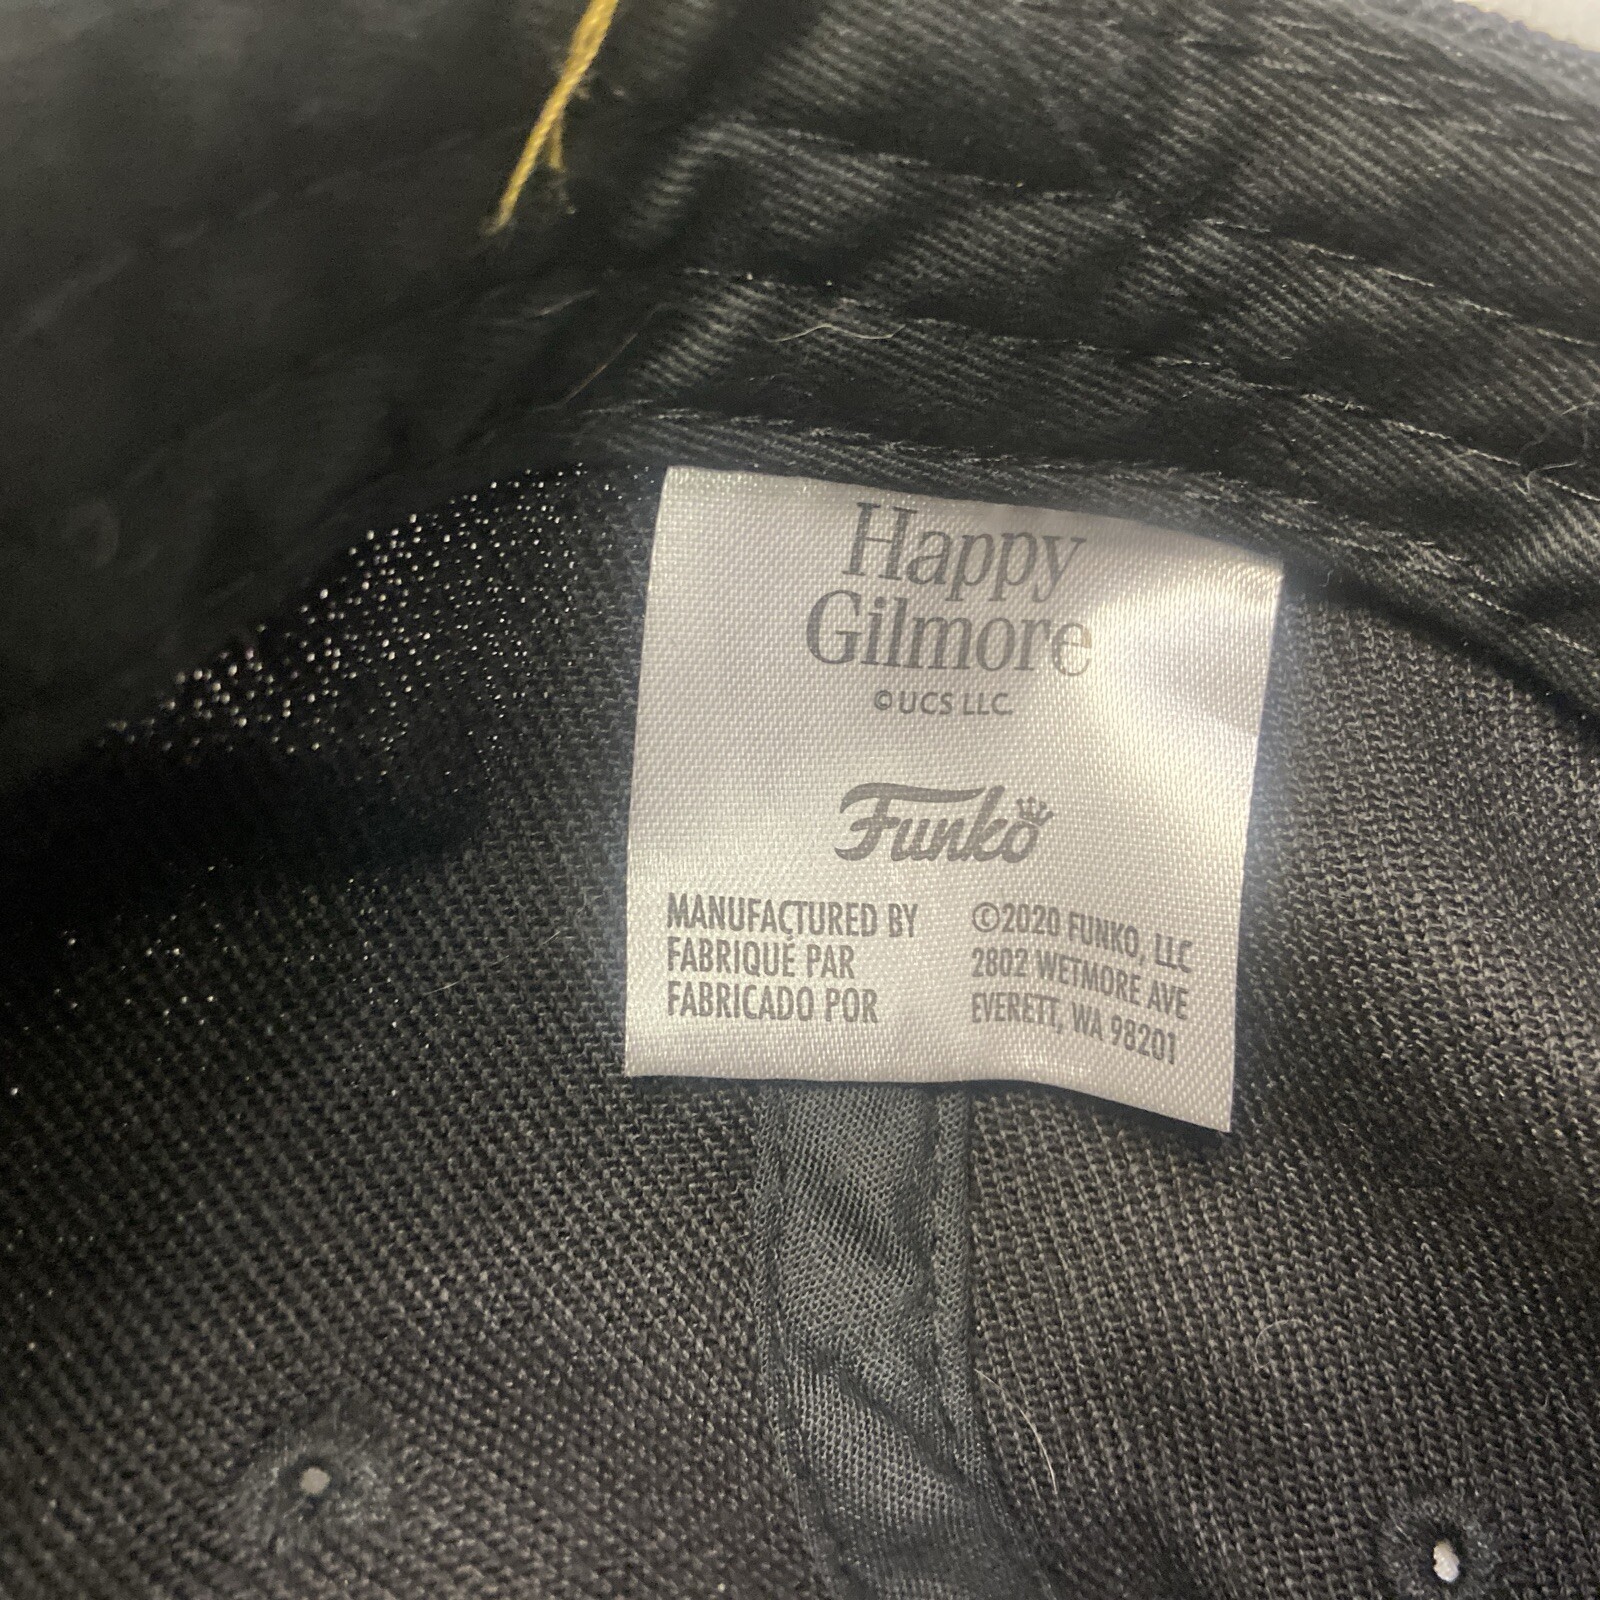 Happy
Gilmore
©UCS LLC.
Funko
MANUFACTURED BY
FABRIQUÉ PAR
FABRICADO POR
©2020 FUNKO, LLC
2802 WETMORE AVE
EVERETT, WA 98201